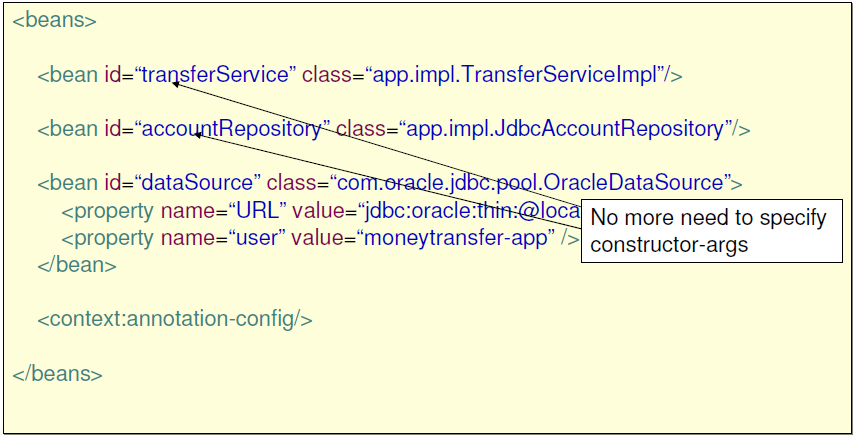 <beans>
<bean id=“transferService” class=“app.impl.TransferServiceImpl”/>
<bean id=“accountRepository” class=“app.impl.JdbcAccountRepository”/>
<bean id=“dataSource” class=“com.oracle.jdbc.pool.OracleDataSource”>
<property name=“URL” value=“jdbc:oracle:thin:@loca
<property name=“user” value=“moneytransfer-app” />
</bean>
No more need to specify
constructor-args
<context:annotation-config/>
</beans>